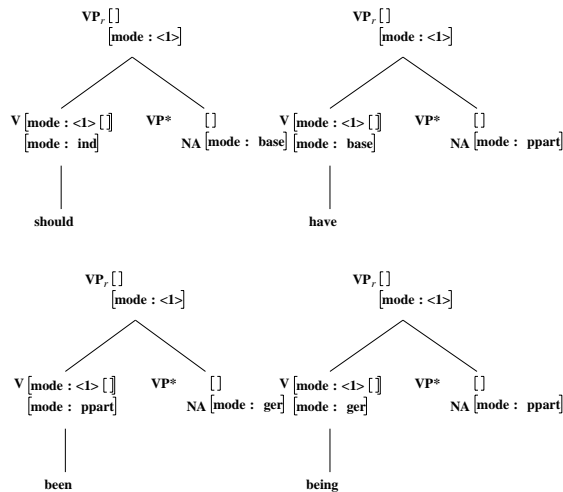 VPr [ ] VPr [ ]
[mode : <1>] [mode : <1>]
V [mode : <1> [ ]] VP* [ ] V [mode : <1> [ ]] VP* [ ]
[mode : ind] NA [mode : base] [mode : base] NA [mode : ppart]
should have
VPr [ ] VPr [ ]
[mode : <1>] [mode : <1>]
V [mode : <1> [ ]] VP* [ ] V [mode : <1> [ ]] VP* [ ]
[mode : ppart] NA [mode : ger] [mode : ger] NA [mode : ppart]
been being